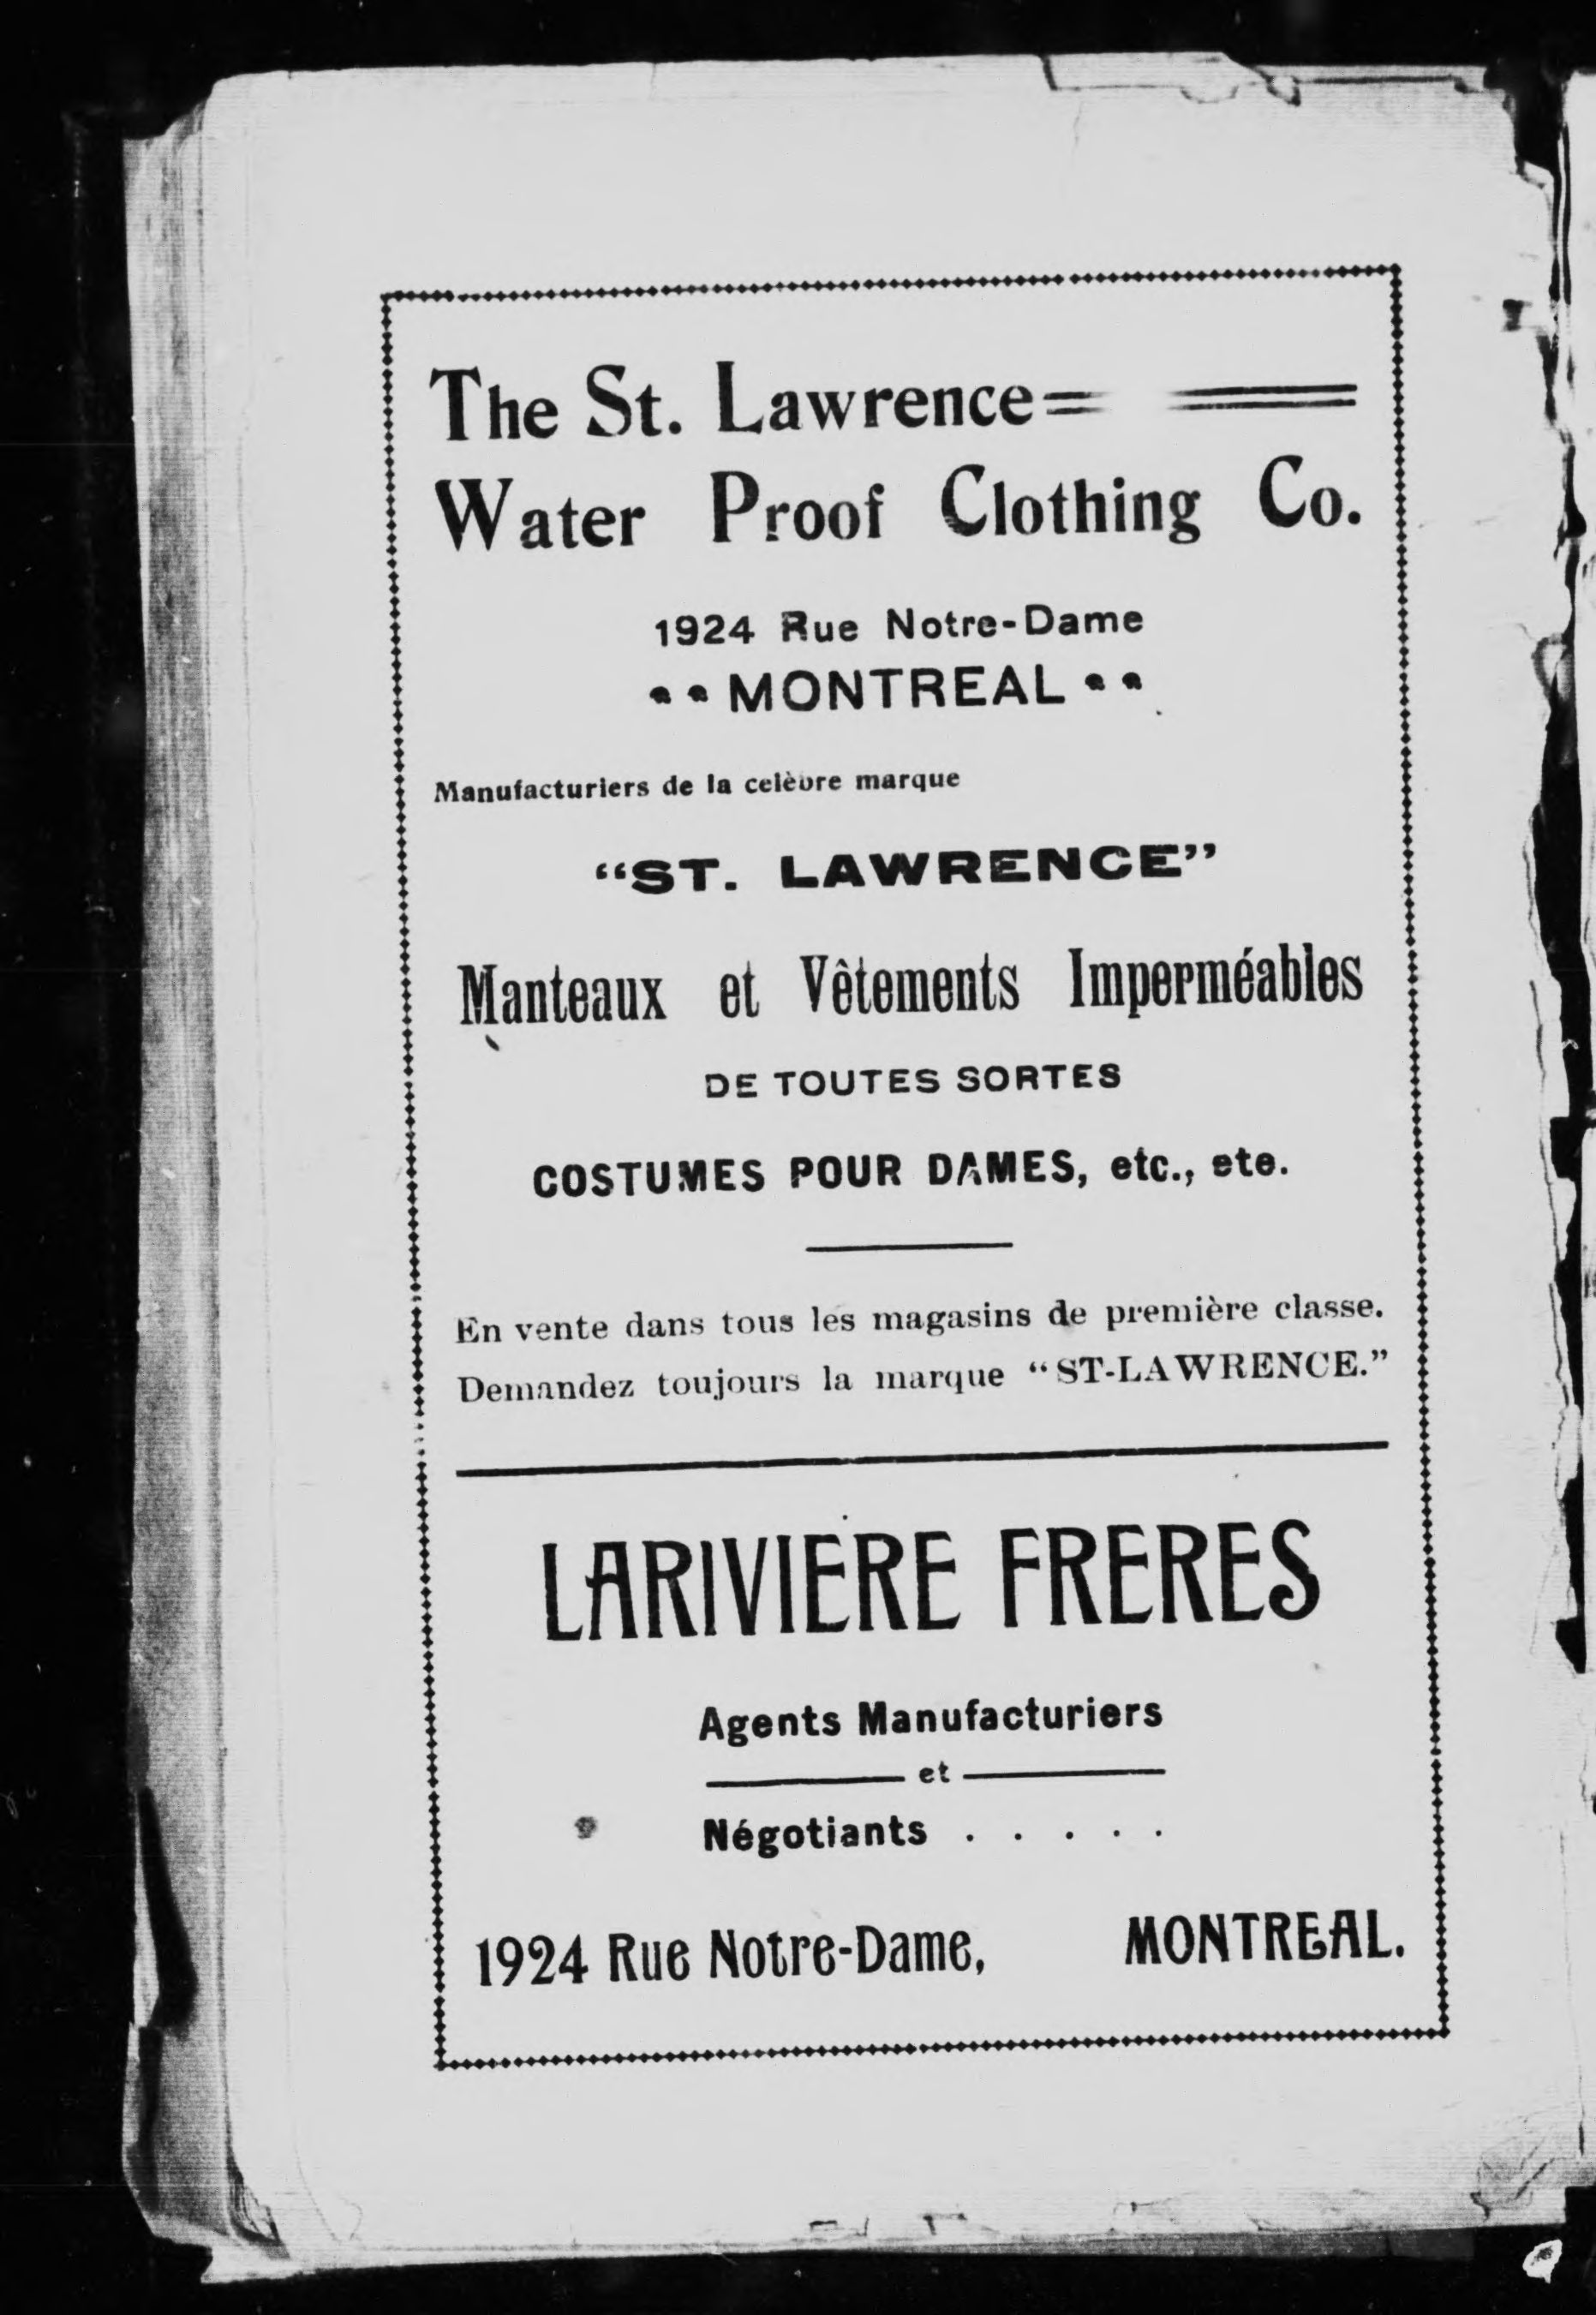 The St. Lawrence
Water Proof Clothing Co.
1924 Rue Notre-Dame
MONTREAL
Manufacturiers de la celèbre marque
“ST. LAWRENCE”
Manteaux et Vêtements Imperméables
DE TOUTES SORTES
COSTUMES POUR DAMES, etc., etc.
En vente dans tous les magasins de première classe.
Demandez toujours la marque “ST-LAWRENCE.”
LARIVIERE FRERES
Agents Manufacturiers
et
Négotiants . . . . .
1924 Rue Notre-Dame, MONTREAL.